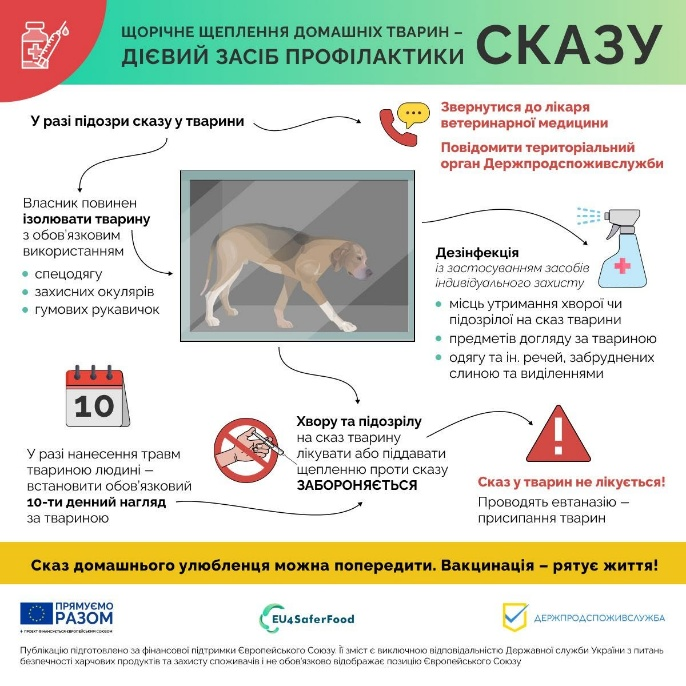 ЩОРІЧНЕ ЩЕПЛЕННЯ ДОМАШНІХ ТВАРИН –
ДІЄВИЙ ЗАСІБ ПРОФІЛАКТИКИ СКАЗУ
У разі підозри сказу у тварини
Звернутися до лікаря
ветеринарної медицини
Повідомити територіальний
орган Держпродспоживслужби
Власник повинен
ізолювати тварину
з обов'язковим
використанням
• спецодягу
• захисних окулярів
• гумових рукавичок
Дезінфекція
із застосуванням засобів
індивідуального захисту
• місць утримання хворої чи
підозрілої на сказ тварини
• предметів догляду за твариною
• одягу та ін. речей, забруднених
слиною та виділеннями
10
У разі нанесення травм
твариною людині –
встановити обов'язковий
10-ти денний нагляд
за твариною
Хвору та підозрілу
на сказ тварину
лікувати або піддавати
щепленню проти сказу
ЗАБОРОНЯЄТЬСЯ
Сказ у тварин не лікується!
Проводять евтаназію –
присипання тварин
Сказ домашнього улюбленця можна попередити. Вакцинація – рятує життя!
ПРЯМУЄМО
РАЗОМ
ПРОЕКТ ФІНАНСУЄТЬСЯ ЄВРОПЕЙСЬКИМ СОЮЗОМ
EU4SaferFood
ДЕРЖПРОДСПОЖИВСЛУЖБА
Публікацію підготовлено за фінансової підтримки Європейського Союзу. Її зміст є виключною відповідальністю Державної служби України з питань
безпечності харчових продуктів та захисту споживачів і не обов'язково відображає позицію Європейського Союзу